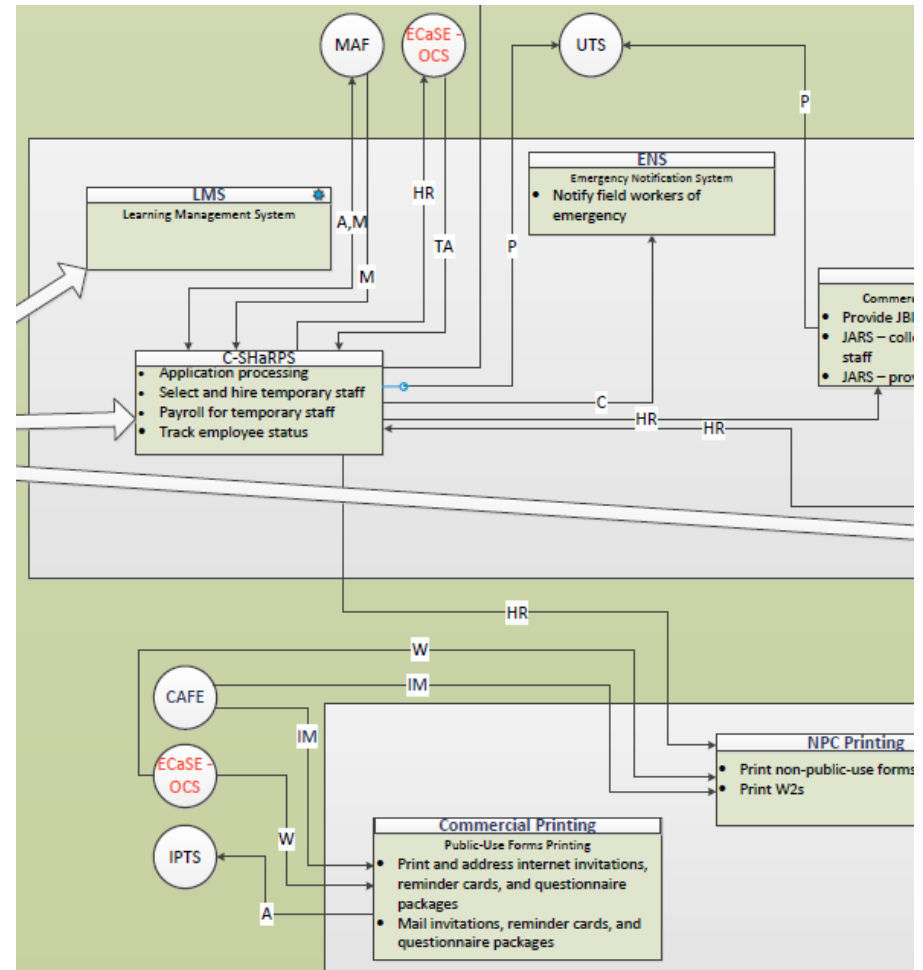 MAF
ECaSE -
OCS
UTS
P
ENS
Emergency Notification System
• Notify field workers of
emergency
LMS
Learning Management System
HR
A,M
TA
P
M
Commer
• Provide JBI
• JARS – coll
staff
• JARS – prov
C-SHaRPS
• Application processing
• Select and hire temporary staff
• Payroll for temporary staff
• Track employee status
C
HR
HR
HR
W
IM
CAFE
IM
ECaSE -
OCS
W
IPTS
A
NPC Printing
• Print non-public-use forms
• Print W2s
Commercial Printing
Public-Use Forms Printing
• Print and address internet invitations,
reminder cards, and questionnaire
packages
• Mail invitations, reminder cards, and
questionnaire packages